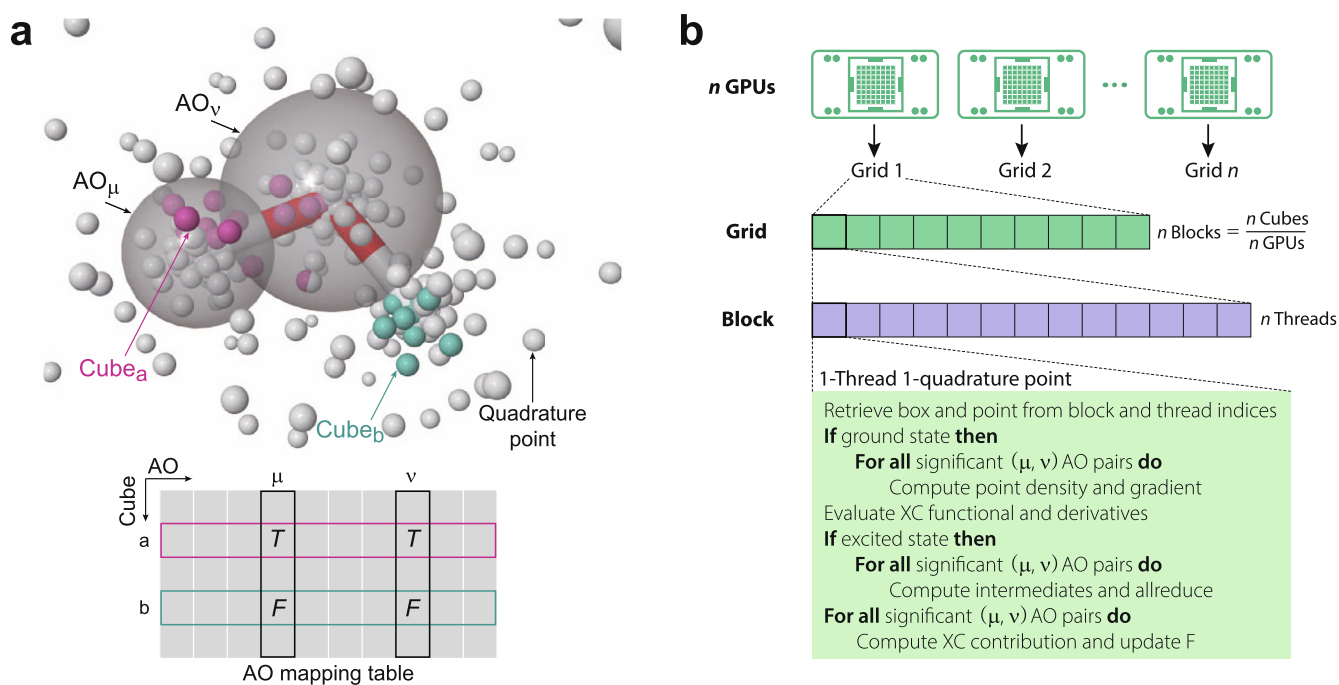 a
AOν
AOμ
Cubea
Cubeb
Quadrature
point
AO
Cube
μ
ν
a
T
T
b
F
F
AO mapping table
b
n GPUs
Grid 1
Grid 2
Grid n
Grid
n Blocks = n Cubes / n GPUs
Block
n Threads
1-Thread 1-quadrature point
Retrieve box and point from block and thread indices
If ground state then
For all significant (μ, ν) AO pairs do
Compute point density and gradient
Evaluate XC functional and derivatives
If excited state then
For all significant (μ, ν) AO pairs do
Compute intermediates and allreduce
For all significant (μ, ν) AO pairs do
Compute XC contribution and update F